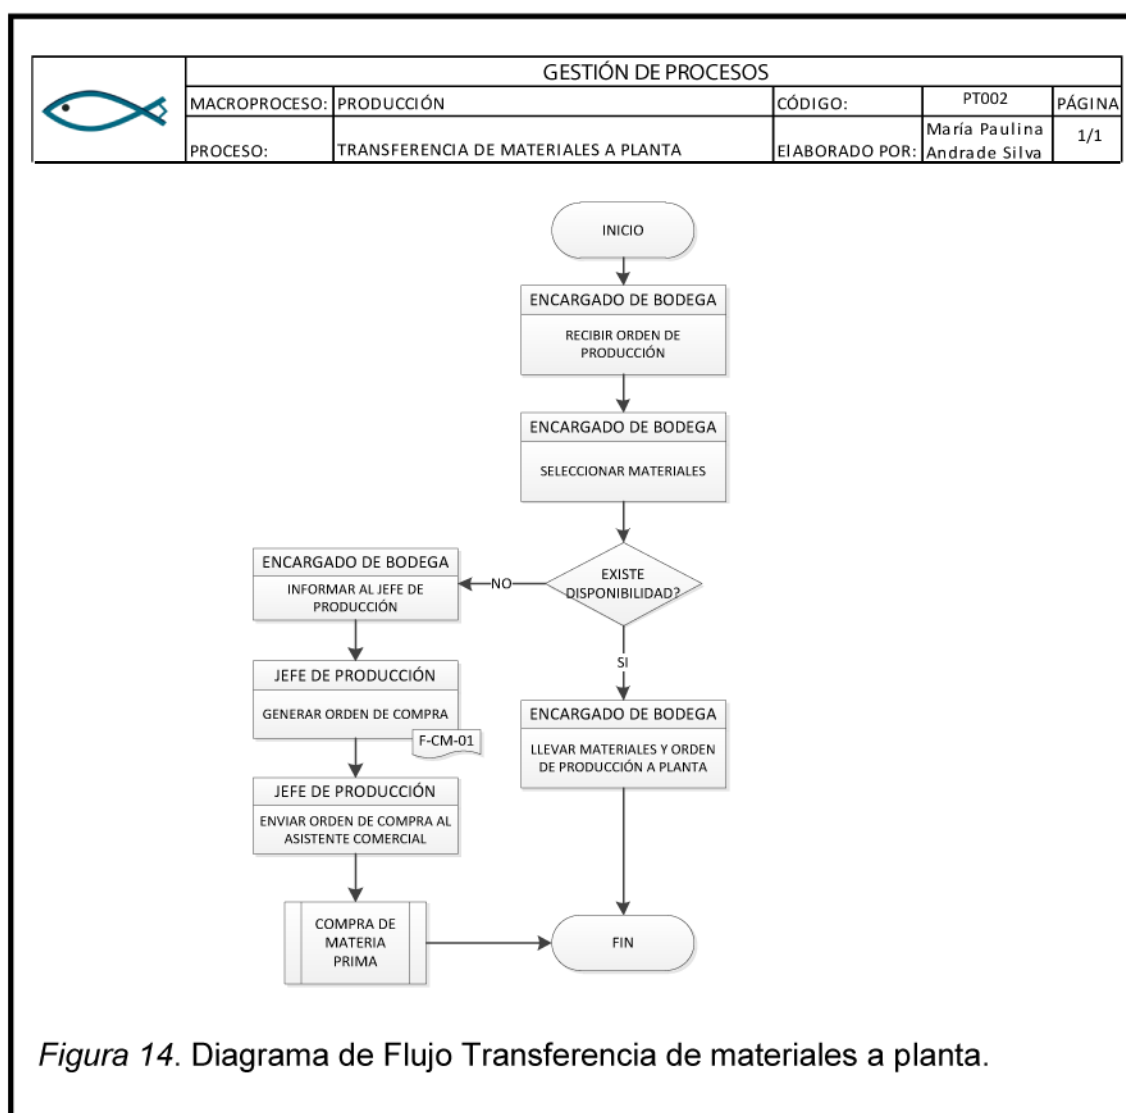 GESTIÓN DE PROCESOS
MACROPROCESO: PRODUCCIÓN CÓDIGO: PT002 PÁGINA
PROCESO: TRANSFERENCIA DE MATERIALES A PLANTA ElABORADO POR: María Paulina
Andrade Silva
1/1
INICIO
ENCARGADO DE BODEGA
RECIBIR ORDEN DE
PRODUCCIÓN
ENCARGADO DE BODEGA
SELECCIONAR MATERIALES
EXISTE
DISPONIBILIDAD?
NO
ENCARGADO DE BODEGA
INFORMAR AL JEFE DE
PRODUCCIÓN
JEFE DE PRODUCCIÓN
GENERAR ORDEN DE COMPRA
F-CM-01
JEFE DE PRODUCCIÓN
ENVIAR ORDEN DE COMPRA AL
ASISTENTE COMERCIAL
COMPRA DE
MATERIA
PRIMA
SI
ENCARGADO DE BODEGA
LLEVAR MATERIALES Y ORDEN
DE PRODUCCIÓN A PLANTA
FIN
Figura 14. Diagrama de Flujo Transferencia de materiales a planta.